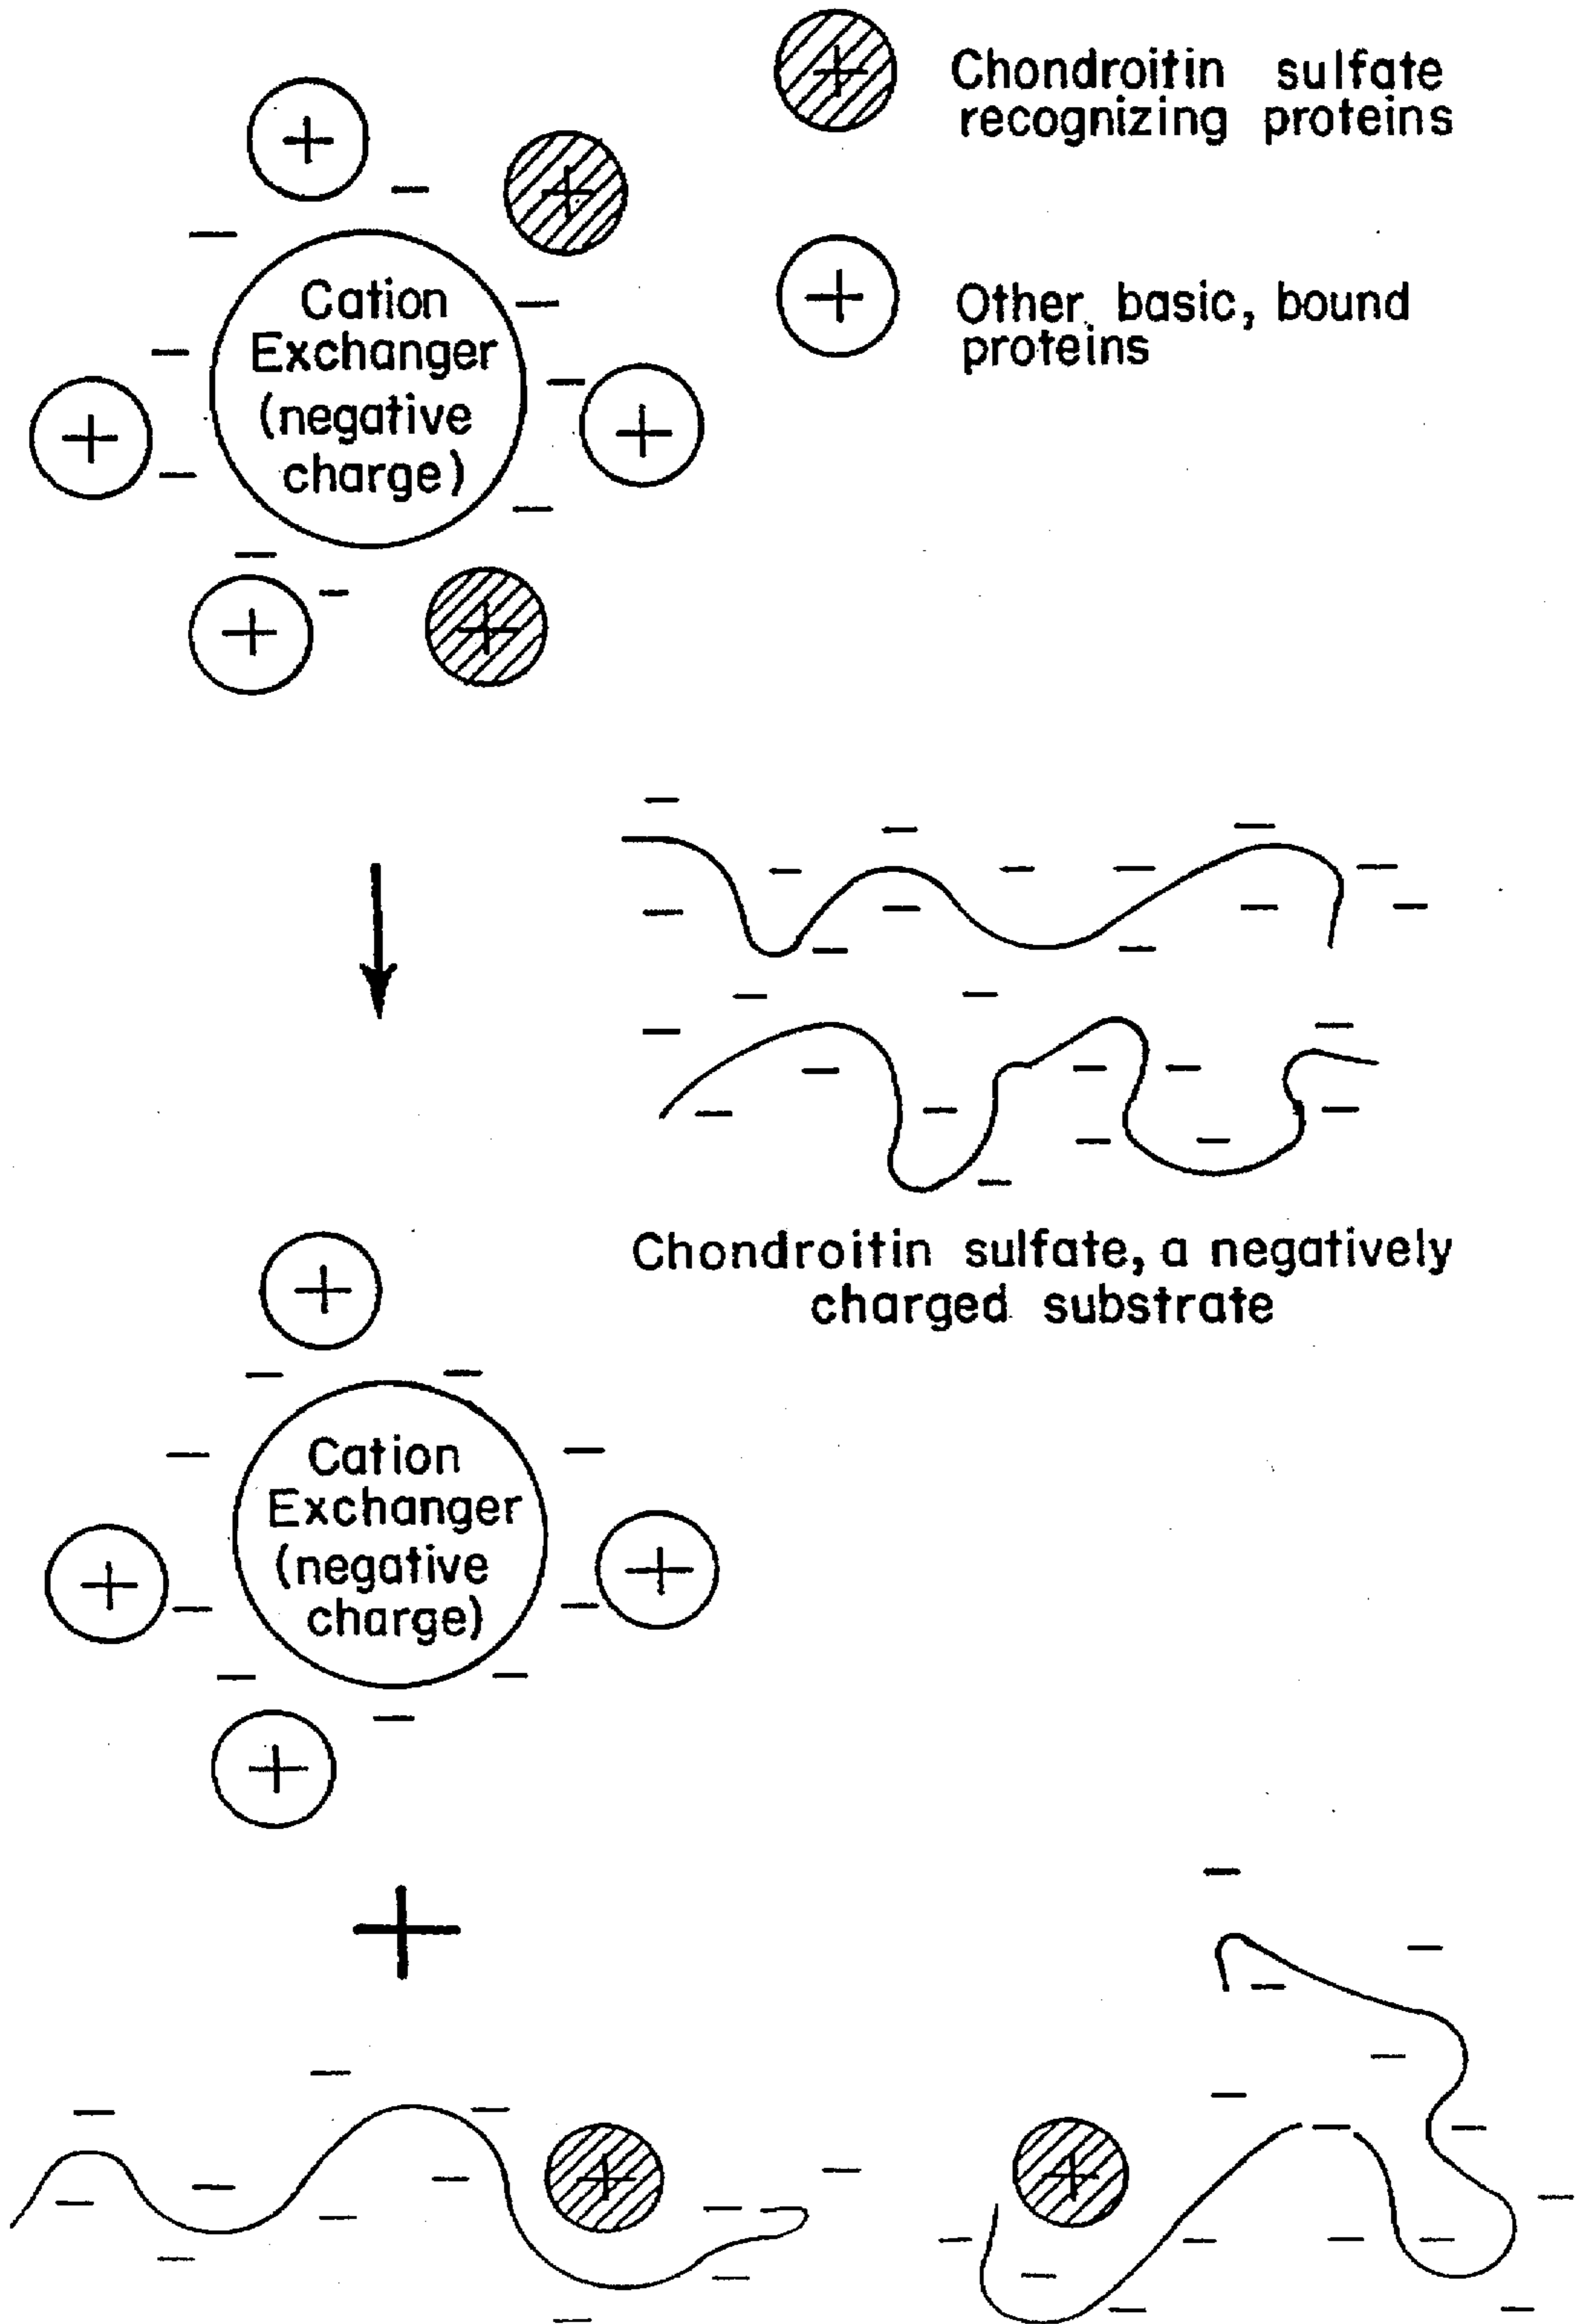 Chondroitin sulfate
recognizing proteins
+
+
Cation
Exchanger
(negative
charge)
Other basic, bound
proteins
Chondroitin sulfate, a negatively
charged substrate
Cation
Exchanger
(negative
charge)
+